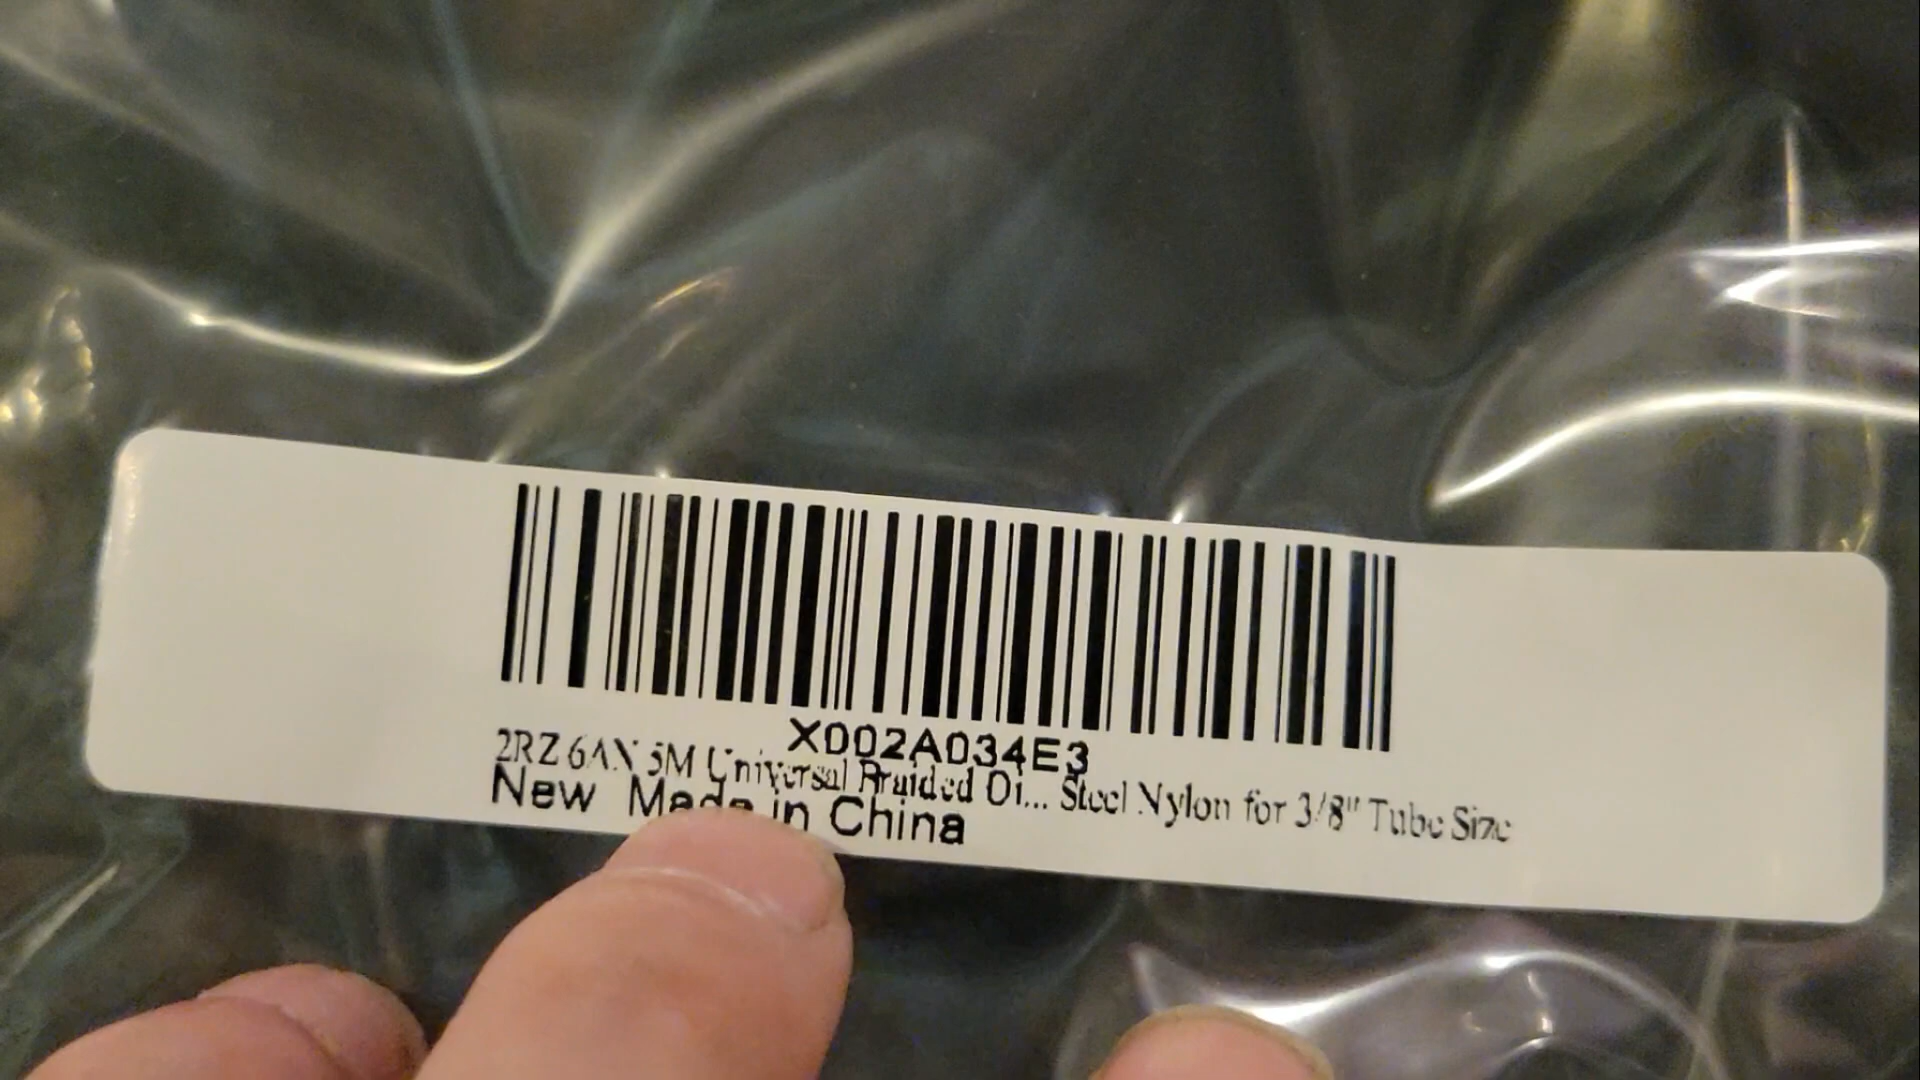 X002A034E3
2RZ 6AN 5M Universal Braided Oi... Steel Nylon for 3/8" Tube Size
New Made in China